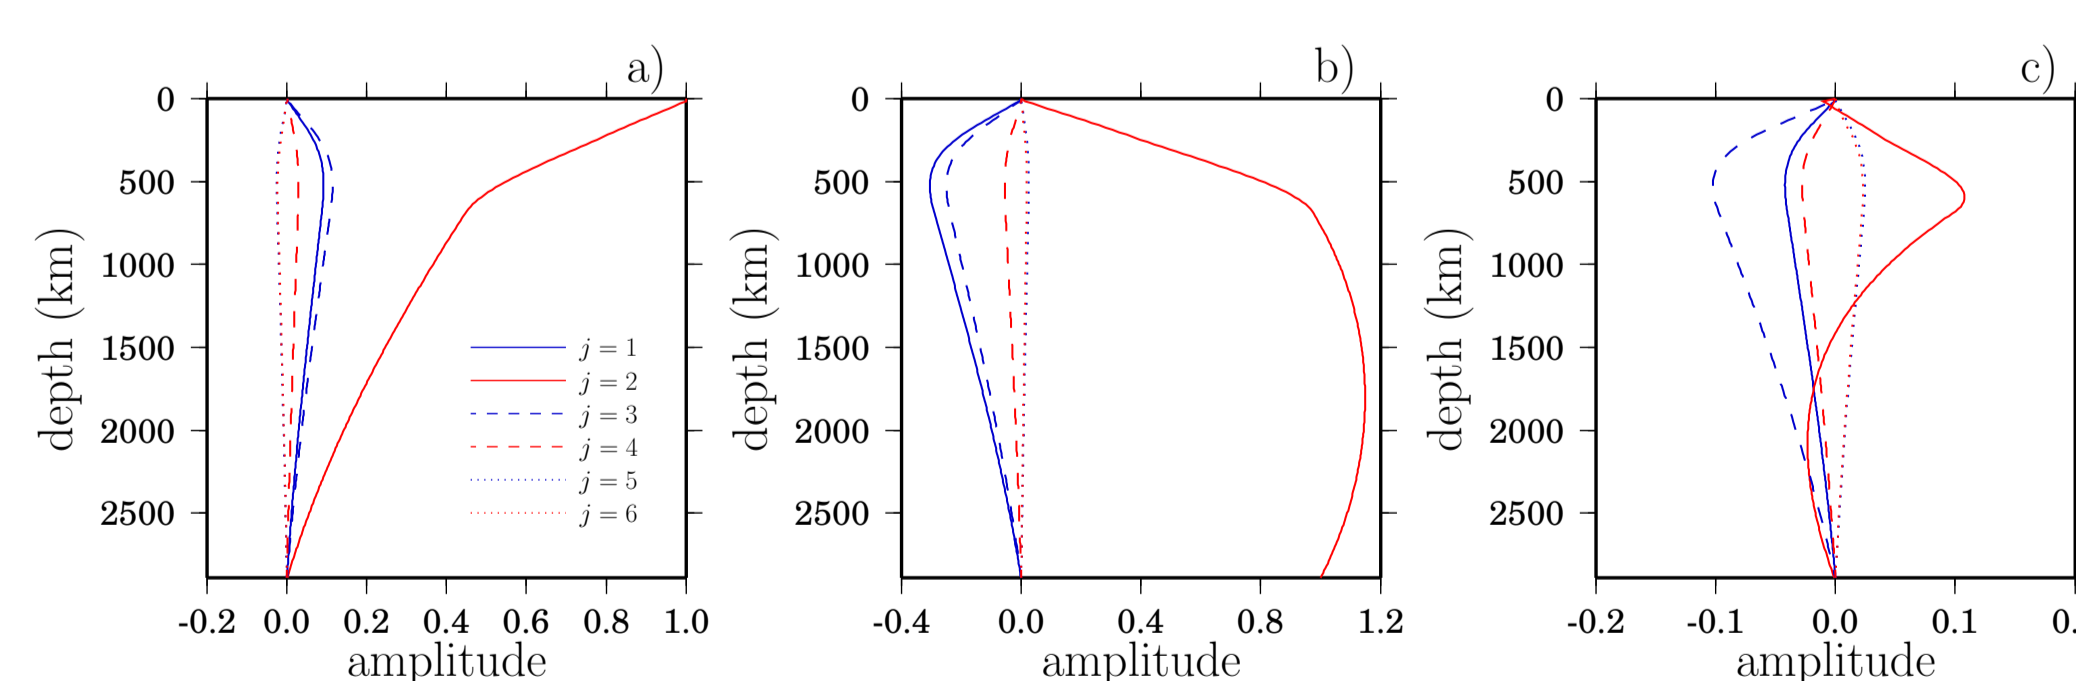 a)
0
500
1000
1500
2000
2500
depth (km)
-0.2 0.0 0.2 0.4 0.6 0.8 1.0
amplitude
j = 1
j = 2
j = 3
j = 4
j = 5
j = 6
b)
0
500
1000
1500
2000
2500
depth (km)
-0.4 0.0 0.4 0.8 1.2
amplitude
c)
0
500
1000
1500
2000
2500
depth (km)
-0.2 -0.1 0.0 0.1 0.
amplitude